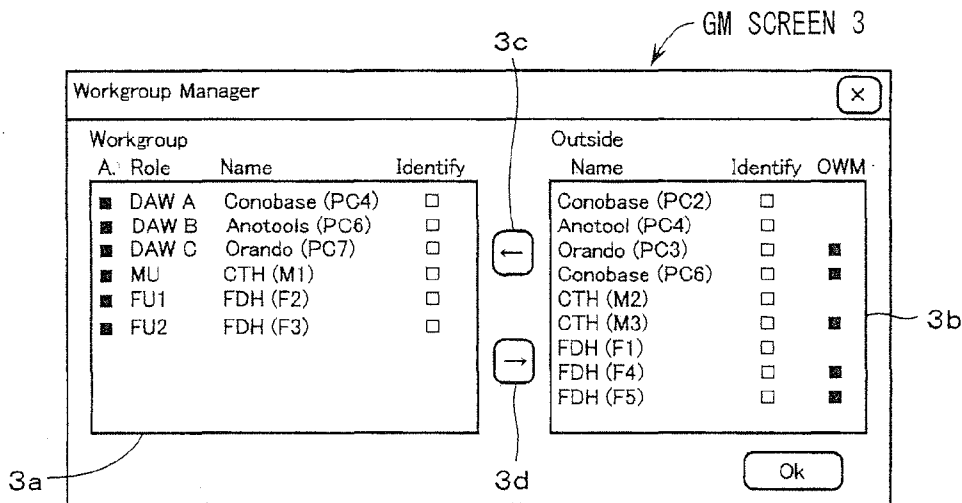 GM SCREEN 3
3c
Workgroup Manager ×
Workgroup Outside
A. Role Name Identify Name Identify OWM
■ DAW A Conobase (PC4) □ Conobase (PC2) □
■ DAW B Anotools (PC6) □ Anotool (PC4) □
■ DAW C Orando (PC7) □ ← Orando (PC3) □ ■
■ MU CTH (M1) □ Conobase (PC6) □ ■
■ FU1 FDH (F2) □ CTH (M2) □
■ FU2 FDH (F3) □ CTH (M3) □ ■
3b
FDH (F1) □
→ FDH (F4) □ ■
FDH (F5) □ ■
3a 3d Ok